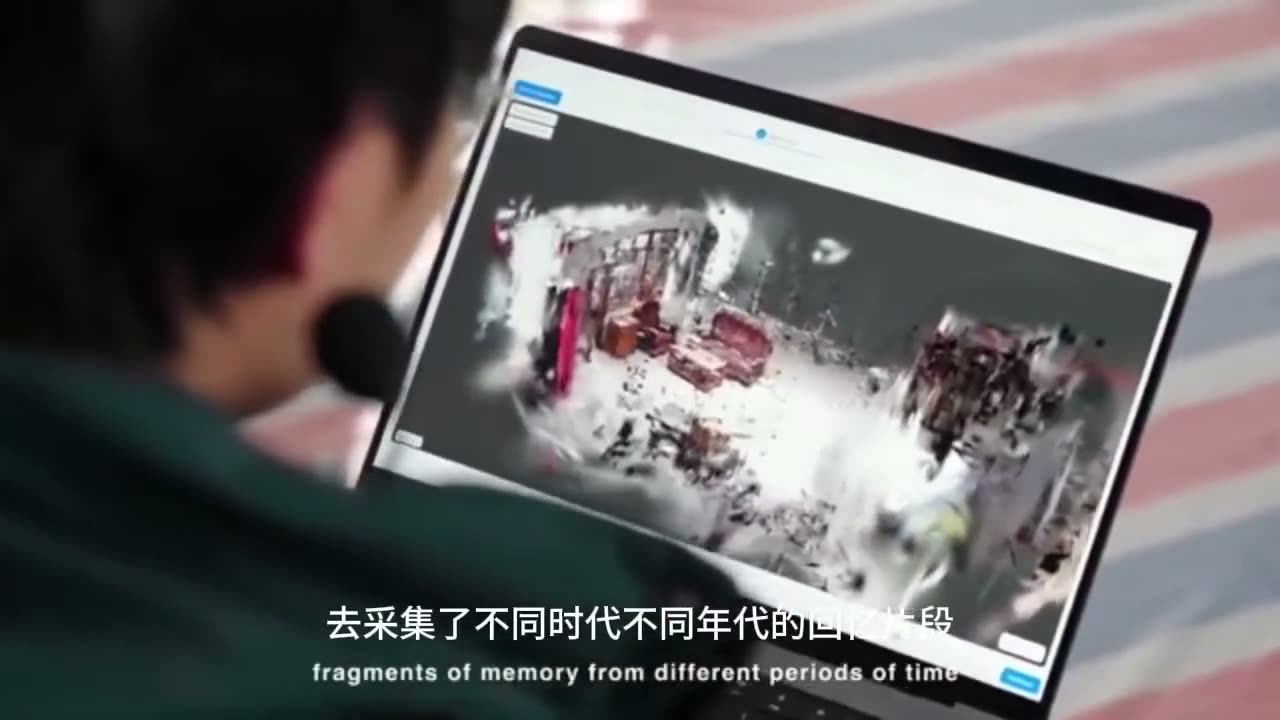 去采集了不同时代不同年代的回忆片段
fragments of memory from different periods of time